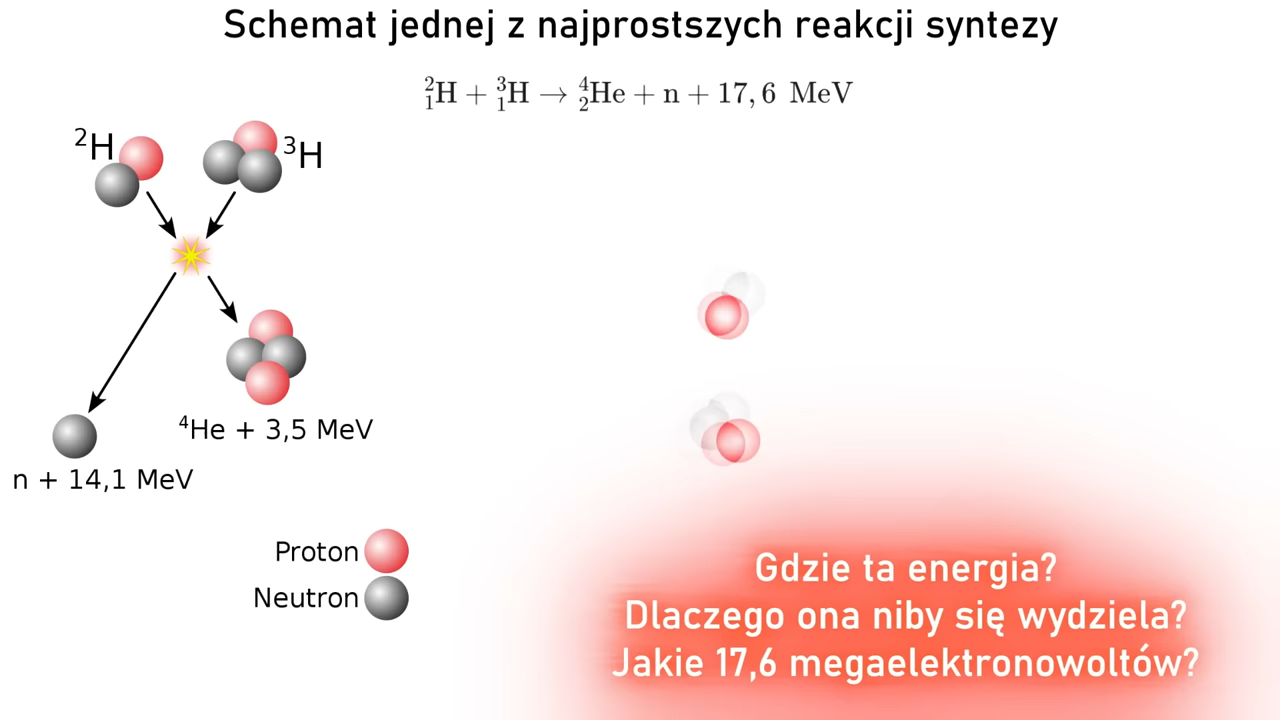 Schemat jednej z najprostszych reakcji syntezy
²₁H + ³₁H → ⁴₂He + n + 17,6 MeV
²H
³H
⁴He + 3,5 MeV
n + 14,1 MeV
Proton
Neutron
Gdzie ta energia?
Dlaczego ona niby się wydziela?
Jakie 17,6 megaelektronowoltów?